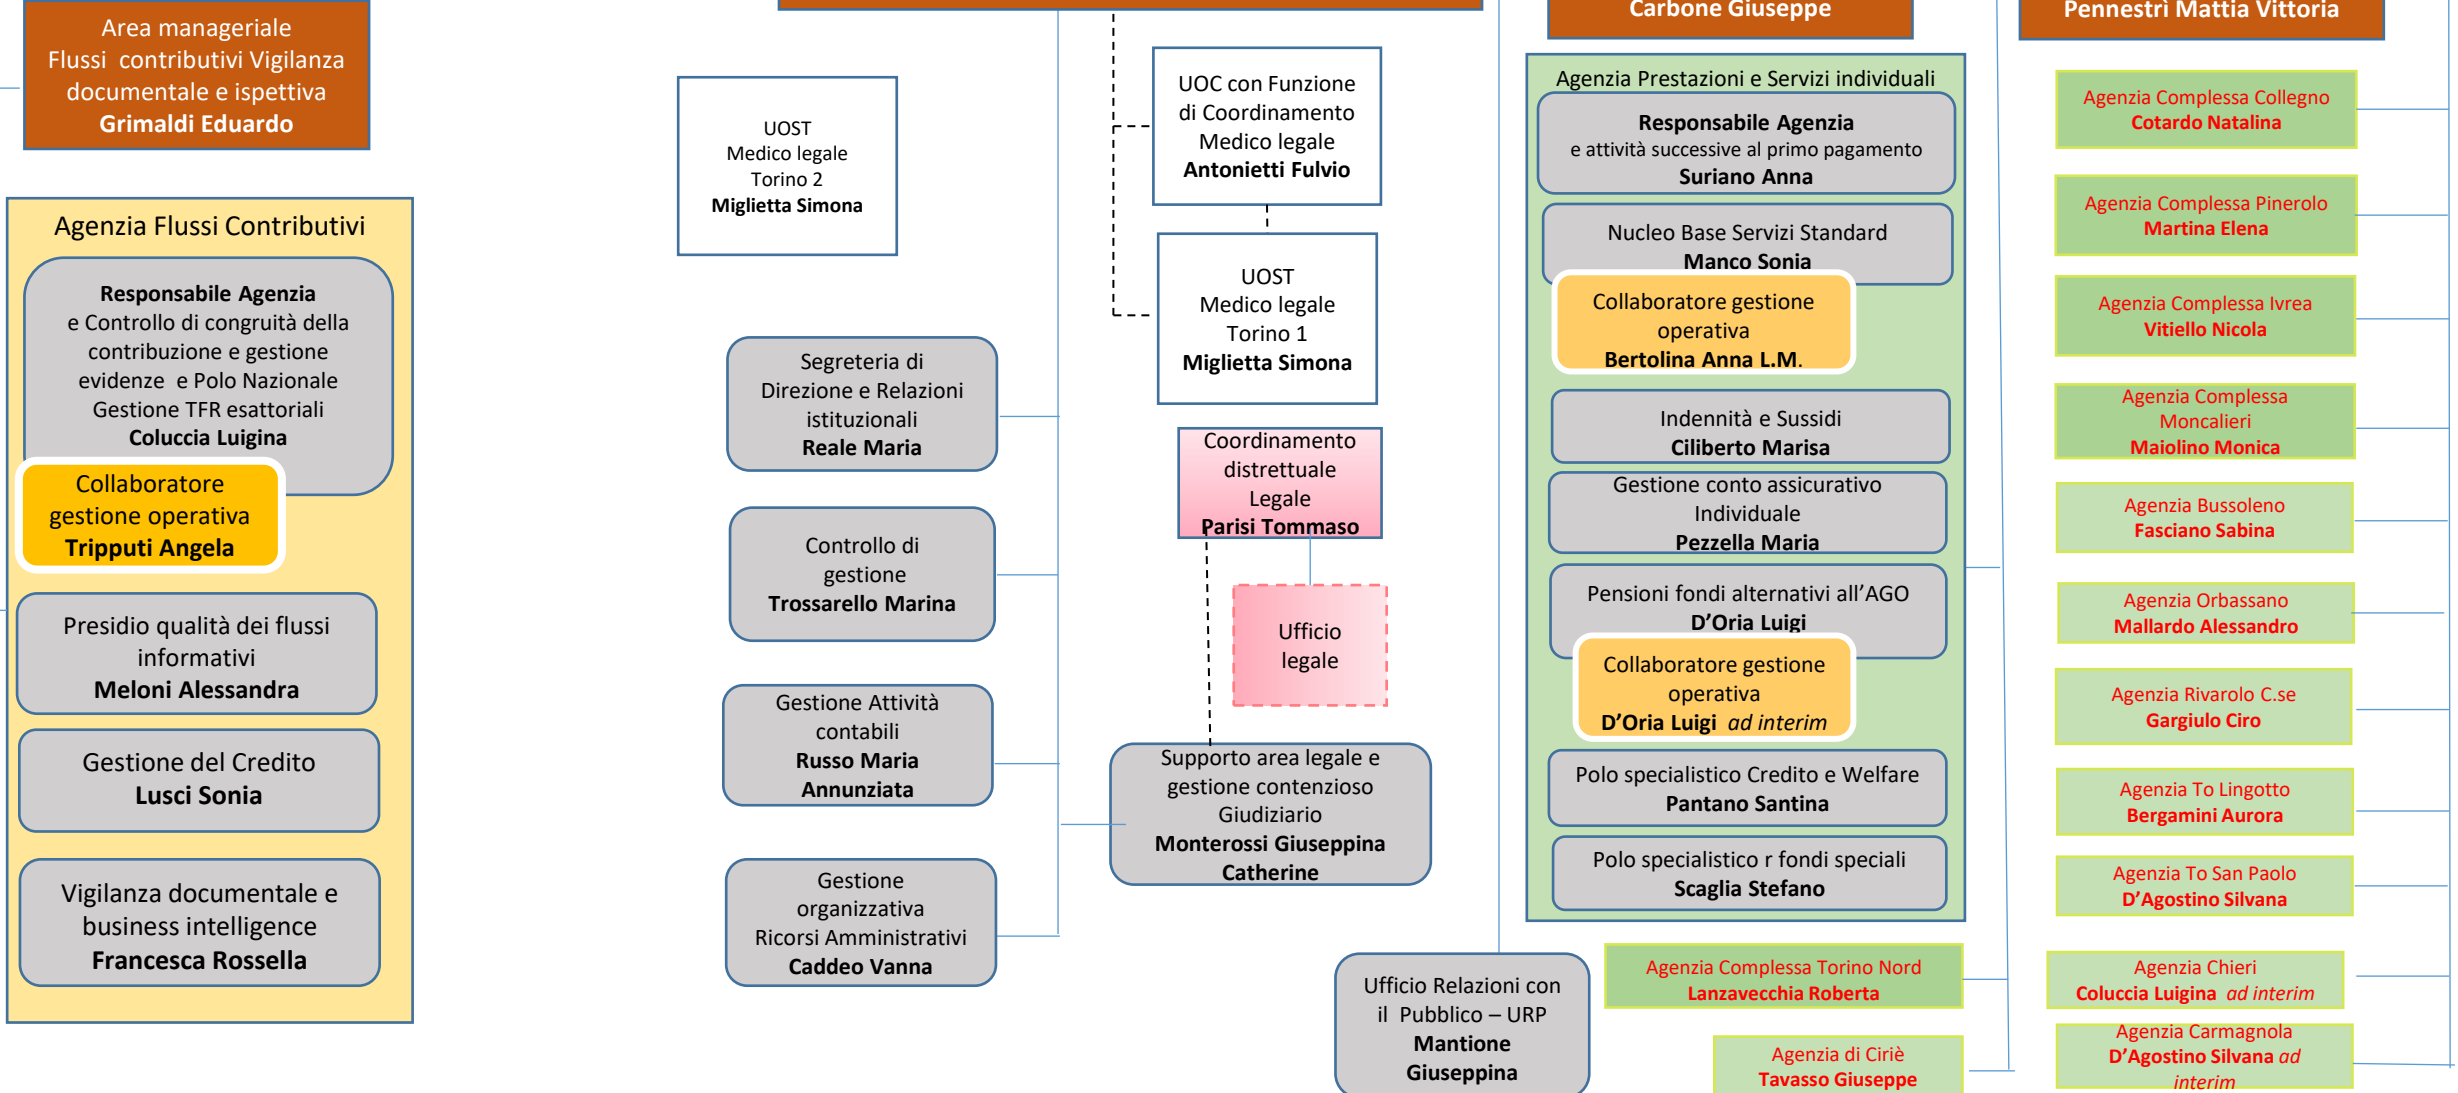 Area manageriale
Flussi  contributivi Vigilanza
documentale e ispettiva
Grimaldi Eduardo
Agenzia Flussi Contributivi
Responsabile Agenzia
e Controllo di congruità della
contribuzione e gestione
evidenze  e Polo Nazionale
Gestione TFR esattoriali
Coluccia Luigina
Collaboratore
gestione operativa
Tripputi Angela
Presidio qualità dei flussi
informativi
Meloni Alessandra
Gestione del Credito
Lusci Sonia
Vigilanza documentale e
business intelligence
Francesca Rossella
UOST
Medico legale
Torino 2
Miglietta Simona
Segreteria di
Direzione e Relazioni
istituzionali
Reale Maria
Controllo di
gestione
Trossarello Marina
Gestione Attività
contabili
Russo Maria
Annunziata
Gestione
organizzativa
Ricorsi Amministrativi
Caddeo Vanna
UOC con Funzione
di Coordinamento
Medico legale
Antonietti Fulvio
UOST
Medico legale
Torino 1
Miglietta Simona
Coordinamento
distrettuale
Legale
Parisi Tommaso
Ufficio
legale
Supporto area legale e
gestione contenzioso
Giudiziario
Monterossi Giuseppina
Catherine
Ufficio Relazioni con
il  Pubblico – URP
Mantione
Giuseppina
Carbone Giuseppe
Agenzia Prestazioni e Servizi individuali
Responsabile Agenzia
e attività successive al primo pagamento
Suriano Anna
Nucleo Base Servizi Standard
Manco Sonia
Collaboratore gestione
operativa
Bertolina Anna L.M.
Indennità e Sussidi
Ciliberto Marisa
Gestione conto assicurativo
Individuale
Pezzella Maria
Pensioni fondi alternativi all’AGO
D’Oria Luigi
Collaboratore gestione
operativa
D’Oria Luigi  ad interim
Polo specialistico Credito e Welfare
Pantano Santina
Polo specialistico r fondi speciali
Scaglia Stefano
Agenzia Complessa Torino Nord
Lanzavecchia Roberta
Agenzia di Ciriè
Tavasso Giuseppe
Pennestrì Mattia Vittoria
Agenzia Complessa Collegno
Cotardo Natalina
Agenzia Complessa Pinerolo
Martina Elena
Agenzia Complessa Ivrea
Vitiello Nicola
Agenzia Complessa
Moncalieri
Maiolino Monica
Agenzia Bussoleno
Fasciano Sabina
Agenzia Orbassano
Mallardo Alessandro
Agenzia Rivarolo C.se
Gargiulo Ciro
Agenzia To Lingotto
Bergamini Aurora
Agenzia To San Paolo
D’Agostino Silvana
Agenzia Chieri
Coluccia Luigina  ad interim
Agenzia Carmagnola
D’Agostino Silvana ad
interim